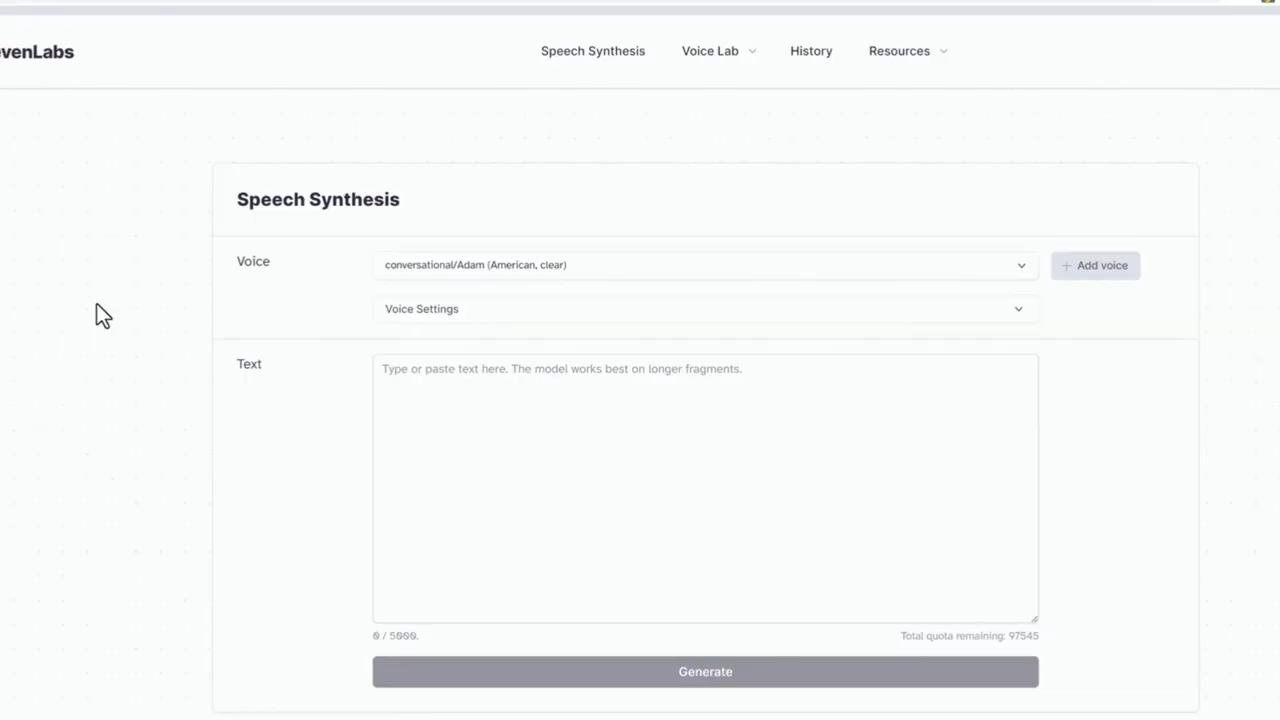 evenLabs
Speech Synthesis Voice Lab History Resources
Speech Synthesis
Voice
conversational/Adam (American, clear)
+ Add voice
Voice Settings
Text
Type or paste text here. The model works best on longer fragments.
0 / 5000.
Total quota remaining: 97545
Generate